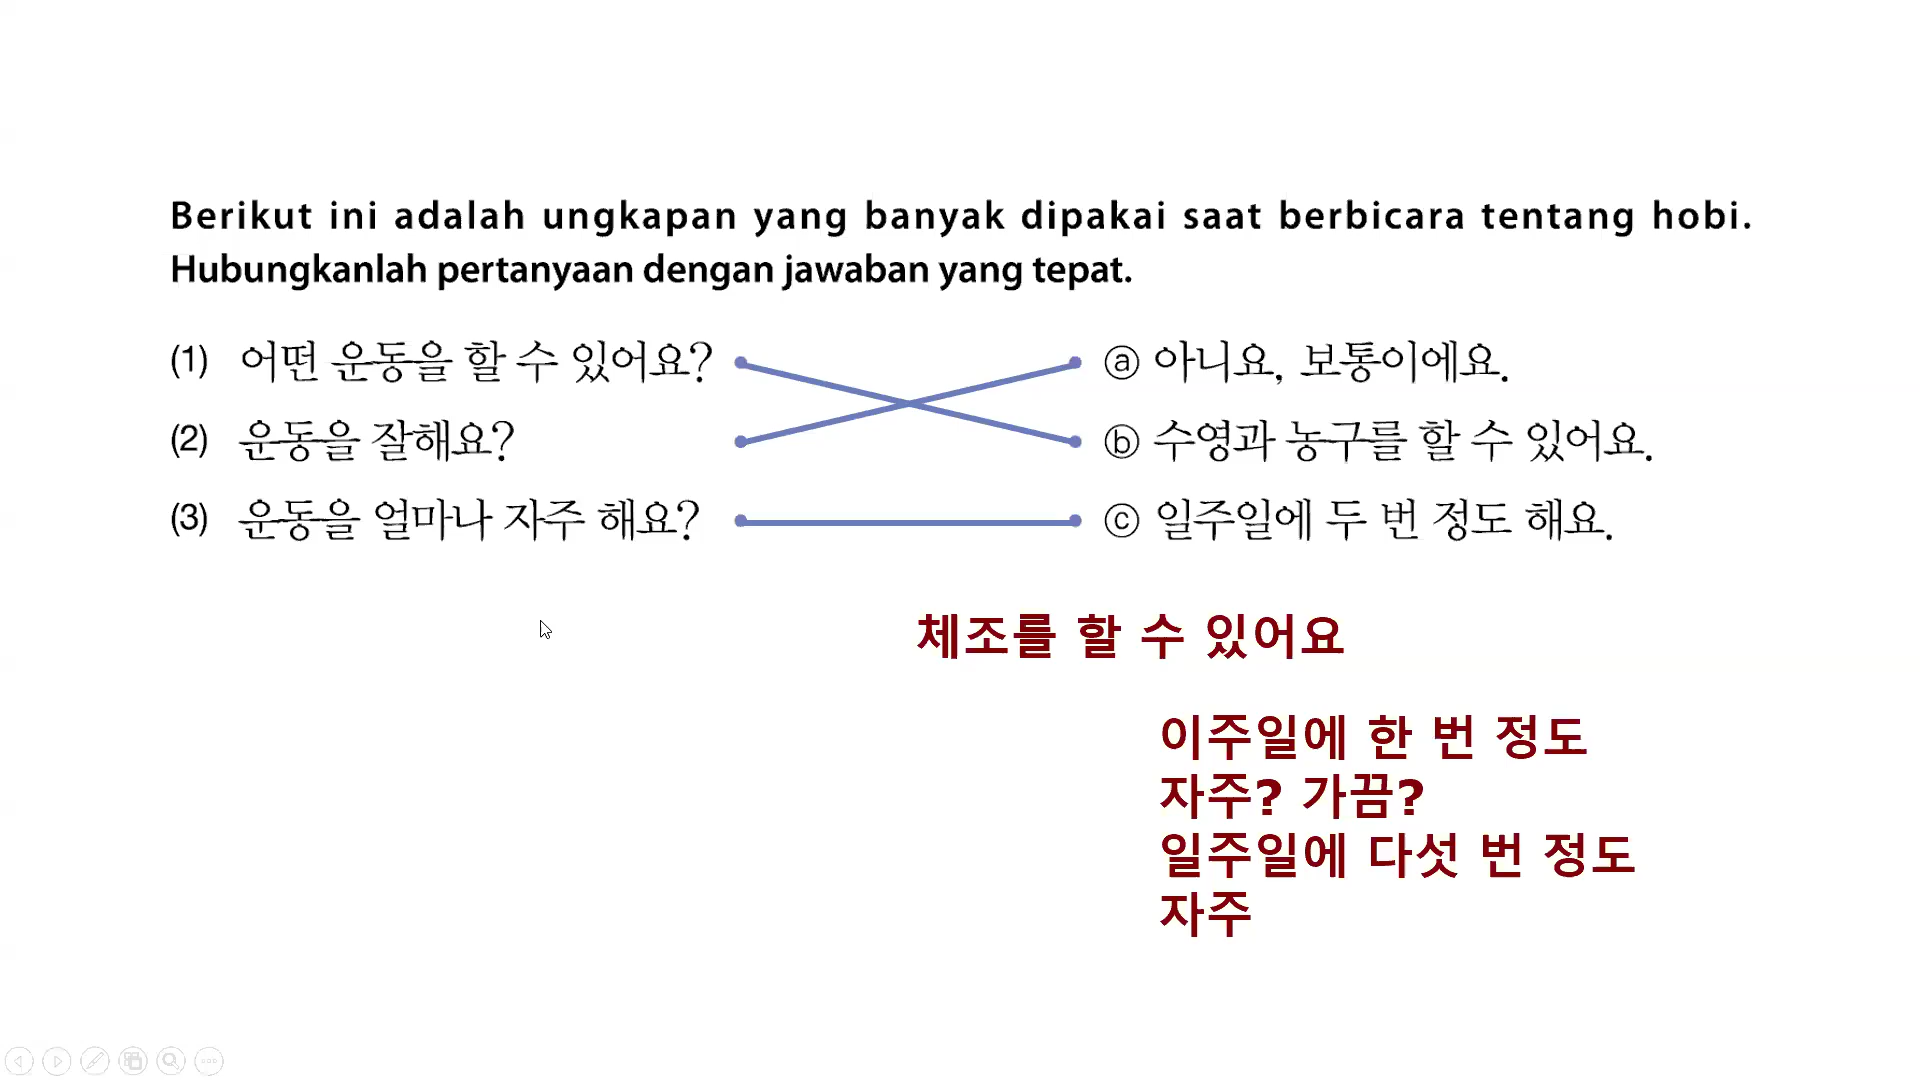 Berikut ini adalah ungkapan yang banyak dipakai saat berbicara tentang hobi.
Hubungkanlah pertanyaan dengan jawaban yang tepat.
(1) 어떤 운동을 할 수 있어요? ⓐ 아니요, 보통이에요.
(2) 운동을 잘해요? ⓑ 수영과 농구를 할 수 있어요.
(3) 운동을 얼마나 자주 해요? ⓒ 일주일에 두 번 정도 해요.
체조를 할 수 있어요
이주일에 한 번 정도
자주? 가끔?
일주일에 다섯 번 정도
자주